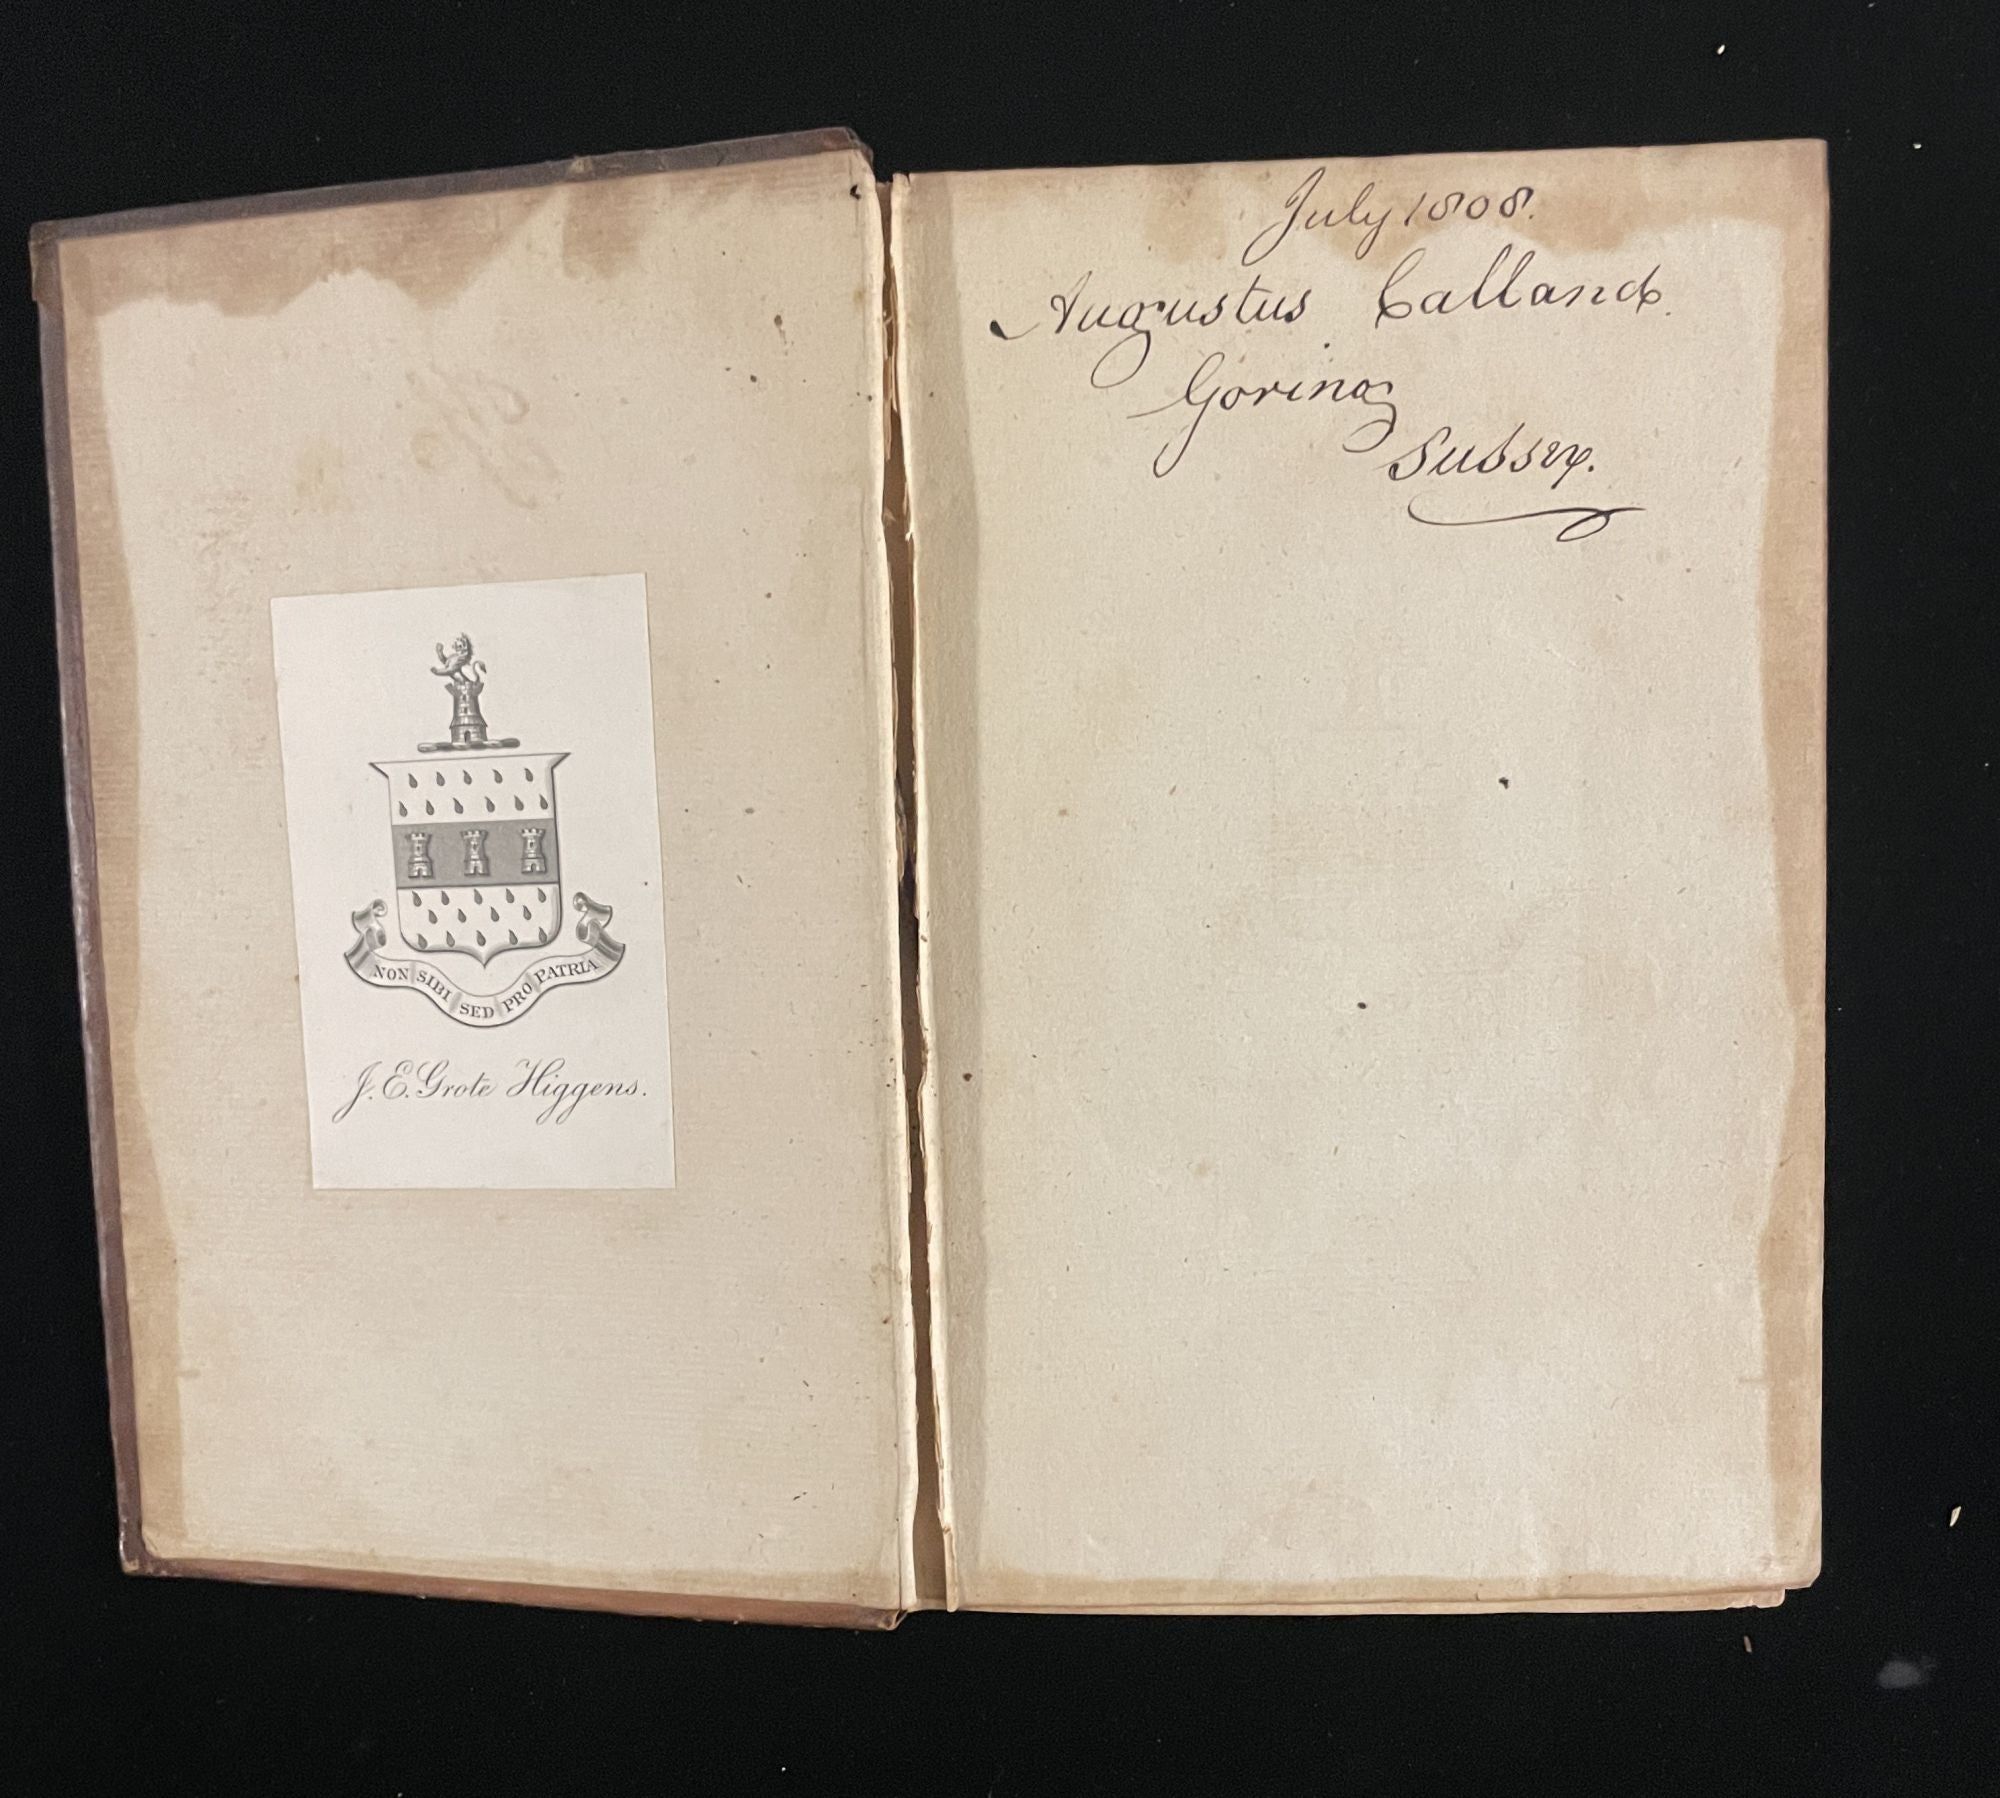 NON SIBI SED PRO PATRIA
J. E. Grote Higgens.
July 1808.
Augustus Calland.
Goring
Sussex.